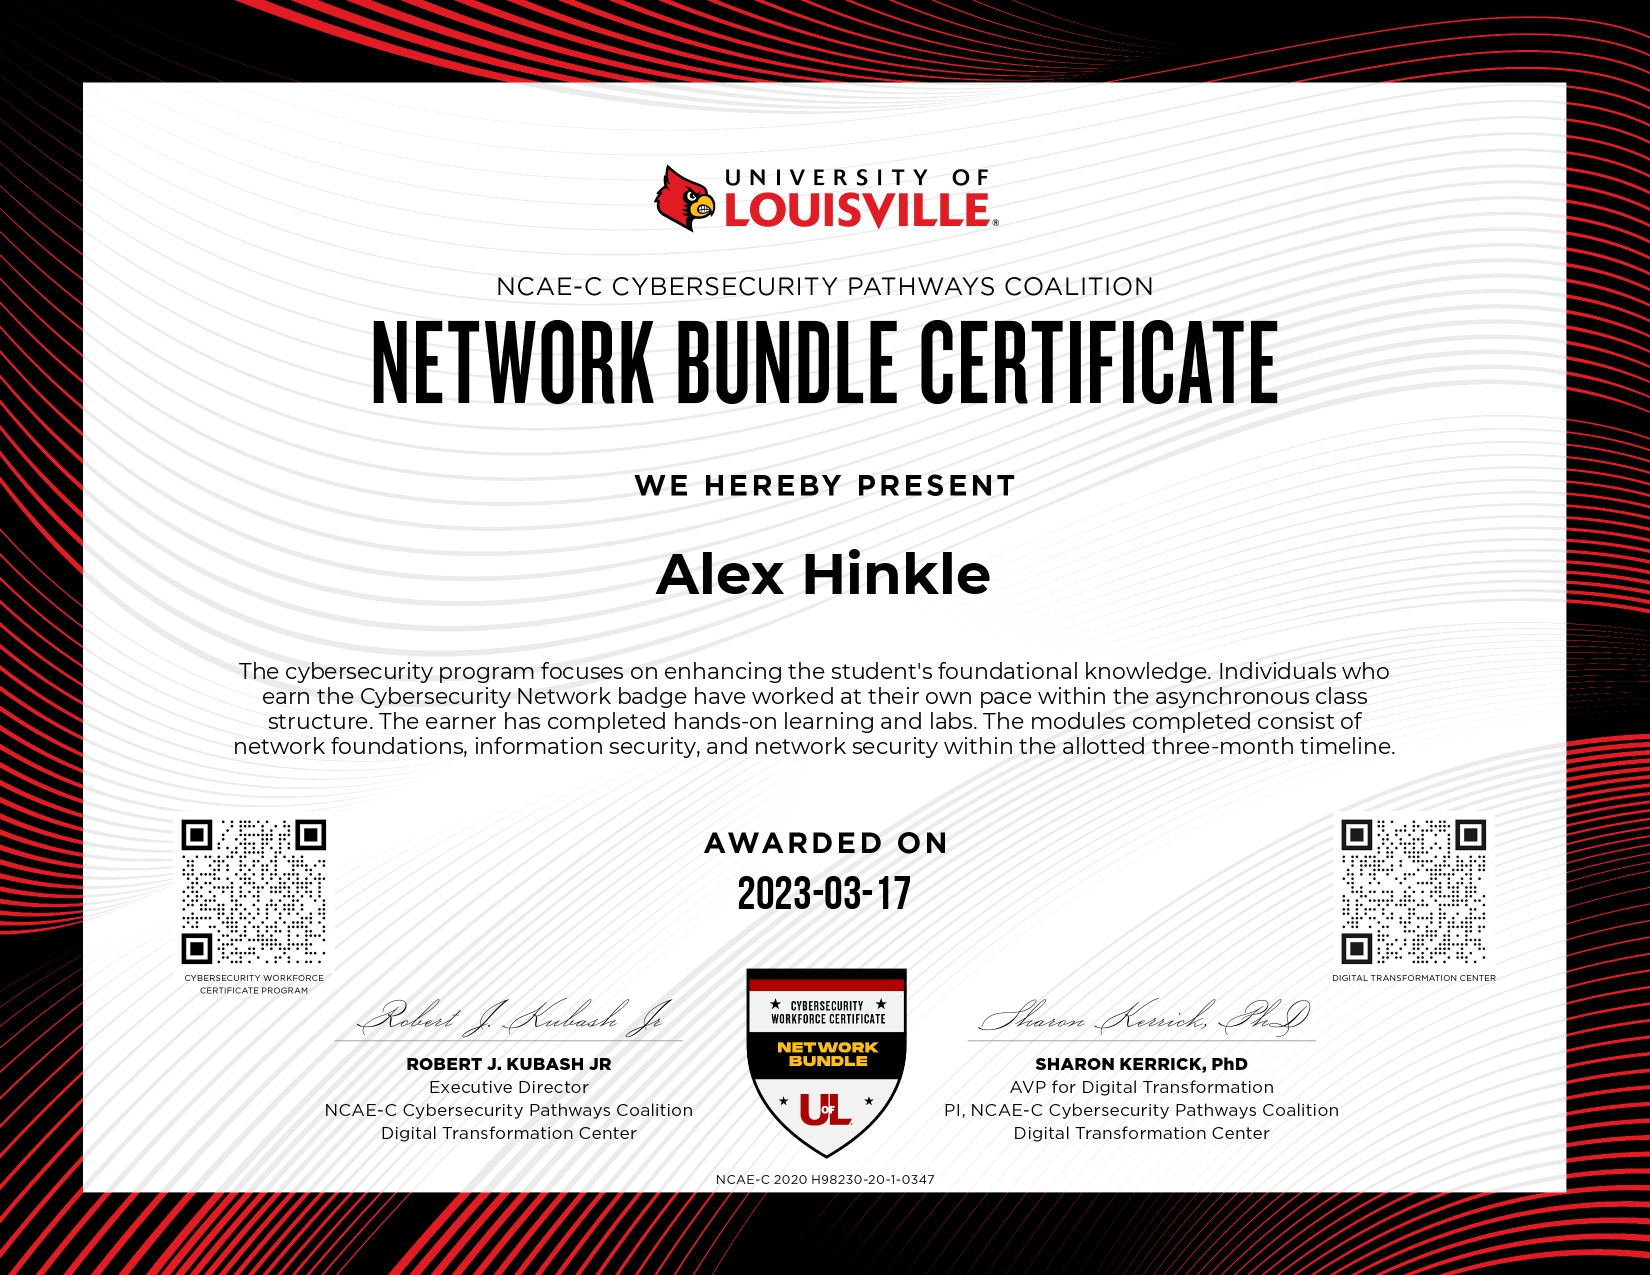 UNIVERSITY OF
LOUISVILLE®
NCAE-C CYBERSECURITY PATHWAYS COALITION
NETWORK BUNDLE CERTIFICATE
WE HEREBY PRESENT
Alex Hinkle
The cybersecurity program focuses on enhancing the student's foundational knowledge. Individuals who
earn the Cybersecurity Network badge have worked at their own pace within the asynchronous class
structure. The earner has completed hands-on learning and labs. The modules completed consist of
network foundations, information security, and network security within the allotted three-month timeline.
AWARDED ON
2023-03-17
CYBERSECURITY WORKFORCE
CERTIFICATE PROGRAM
DIGITAL TRANSFORMATION CENTER
Robert J. Kubash Jr
ROBERT J. KUBASH JR
Executive Director
NCAE-C Cybersecurity Pathways Coalition
Digital Transformation Center
CYBERSECURITY
WORKFORCE CERTIFICATE
NETWORK
BUNDLE
U OF L
Sharon Kerrick, PhD
SHARON KERRICK, PhD
AVP for Digital Transformation
PI, NCAE-C Cybersecurity Pathways Coalition
Digital Transformation Center
NCAE-C 2020 H98230-20-1-0347